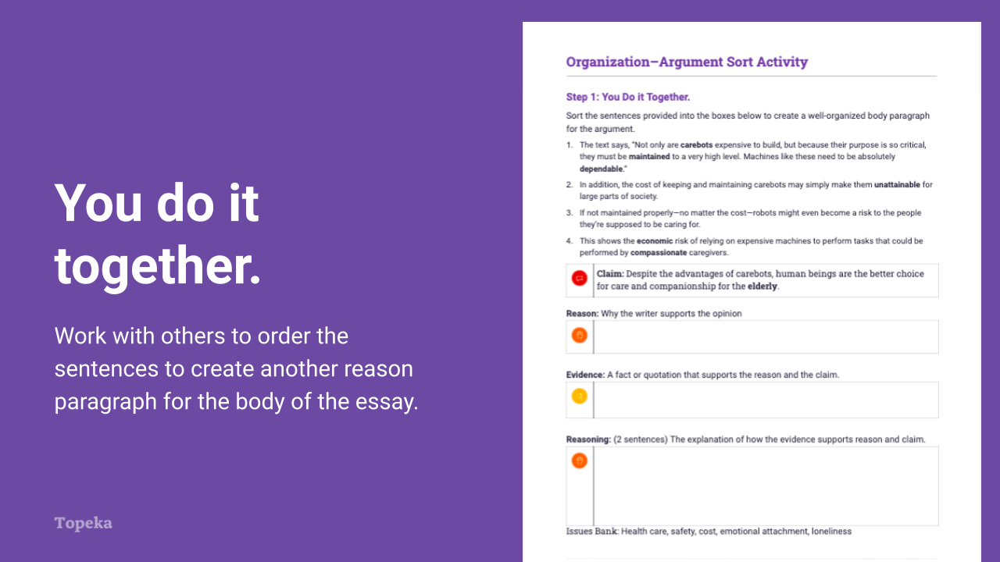 You do it
together.
Work with others to order the
sentences to create another reason
paragraph for the body of the essay.
Topeka
Organization–Argument Sort Activity
Step 1: You Do it Together.
Sort the sentences provided into the boxes below to create a well-organized body paragraph
for the argument.
1. The text says, "Not only are carebots expensive to build, but because their purpose is so critical,
they must be maintained to a very high level. Machines like these need to be absolutely
dependable."
2. In addition, the cost of keeping and maintaining carebots may simply make them unattainable for
large parts of society.
3. If not maintained properly—no matter the cost—robots might even become a risk to the people
they're supposed to be caring for.
4. This shows the economic risk of relying on expensive machines to perform tasks that could be
performed by compassionate caregivers.
Claim: Despite the advantages of carebots, human beings are the better choice
for care and companionship for the elderly.
Reason: Why the writer supports the opinion
Evidence: A fact or quotation that supports the reason and the claim.
Reasoning: (2 sentences) The explanation of how the evidence supports reason and claim.
Issues Bank: Health care, safety, cost, emotional attachment, loneliness